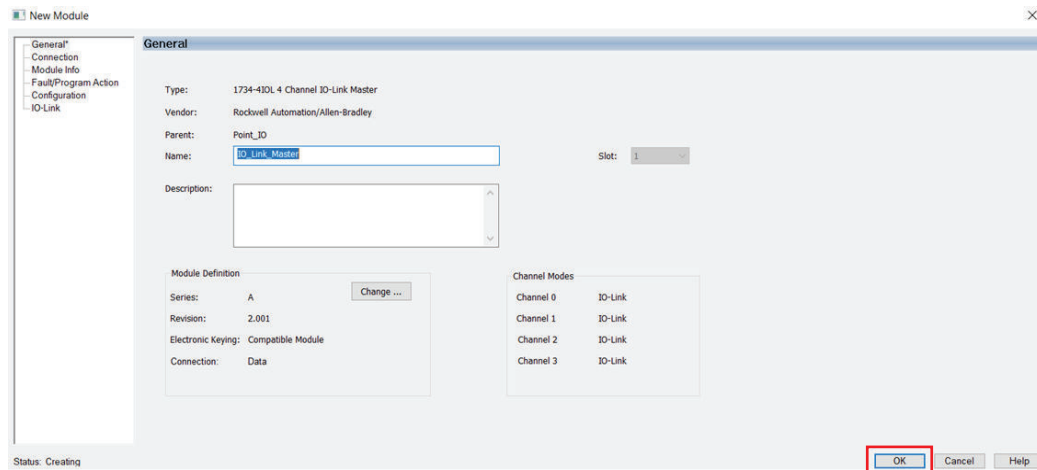 New Module
General*
Connection
Module Info
Fault/Program Action
Configuration
IO-Link
General
Type: 1734-4IOL 4 Channel IO-Link Master
Vendor: Rockwell Automation/Allen-Bradley
Parent: Point_IO
Name: IO_Link_Master
Slot: 1
Description:
Module Definition
Series: A
Change ...
Revision: 2.001
Electronic Keying: Compatible Module
Connection: Data
Channel Modes
Channel 0 IO-Link
Channel 1 IO-Link
Channel 2 IO-Link
Channel 3 IO-Link
Status: Creating
OK Cancel Help